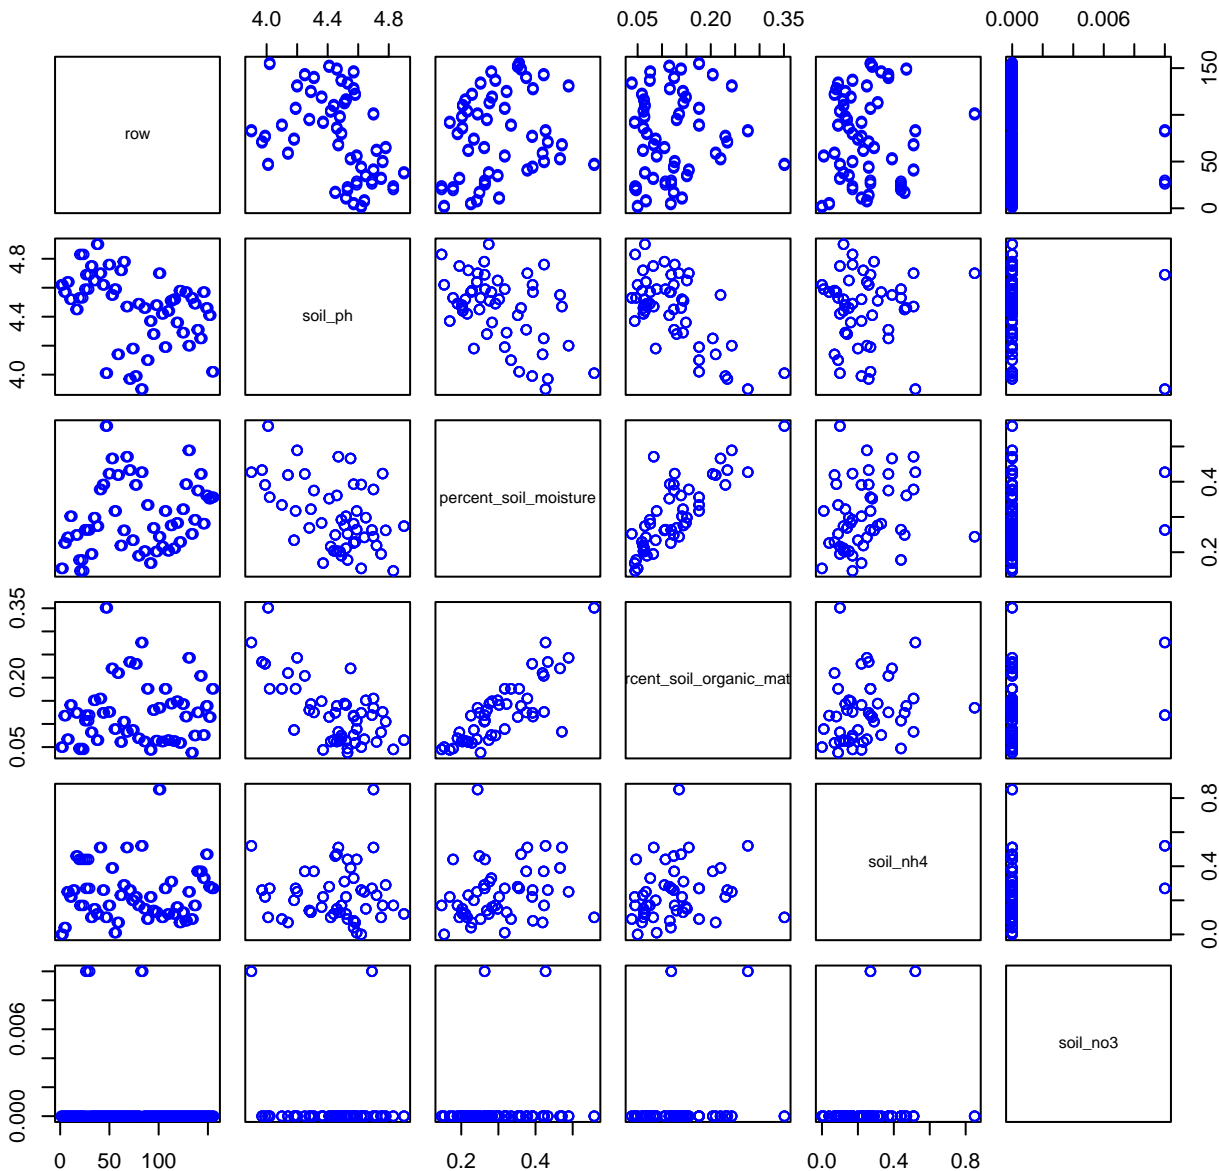 4.0 4.4 4.8 0.05 0.20 0.35 0.000 0.006
row 0 50 150
4.0 4.4 4.8 soil_ph
percent_soil_moisture 0.2 0.4
0.05 0.20 0.35 rcent_soil_organic_mat
soil_nh4 0.0 0.4 0.8
0.000 0.006 soil_no3
0 50 100 0.2 0.4 0.0 0.4 0.8